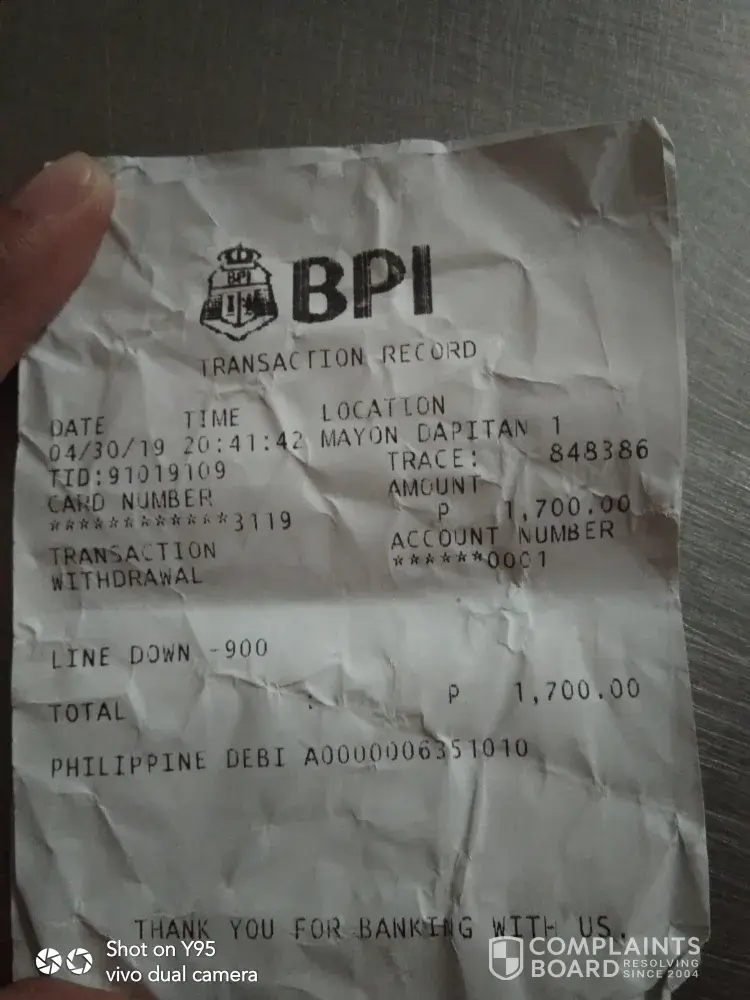 BPI
BPI
TRANSACTION RECORD
DATE TIME LOCATION
04/30/19 20:41:42 MAYON DAPITAN 1
TID:91019109 TRACE: 848386
CARD NUMBER AMOUNT
************3119 P 1,700.00
TRANSACTION ACCOUNT NUMBER
WITHDRAWAL ******0001
LINE DOWN -900
TOTAL : P 1,700.00
PHILIPPINE DEBI A0000006351010
THANK YOU FOR BANKING WITH US.
Shot on Y95
vivo dual camera
COMPLAINTS
BOARD RESOLVING
SINCE 2004